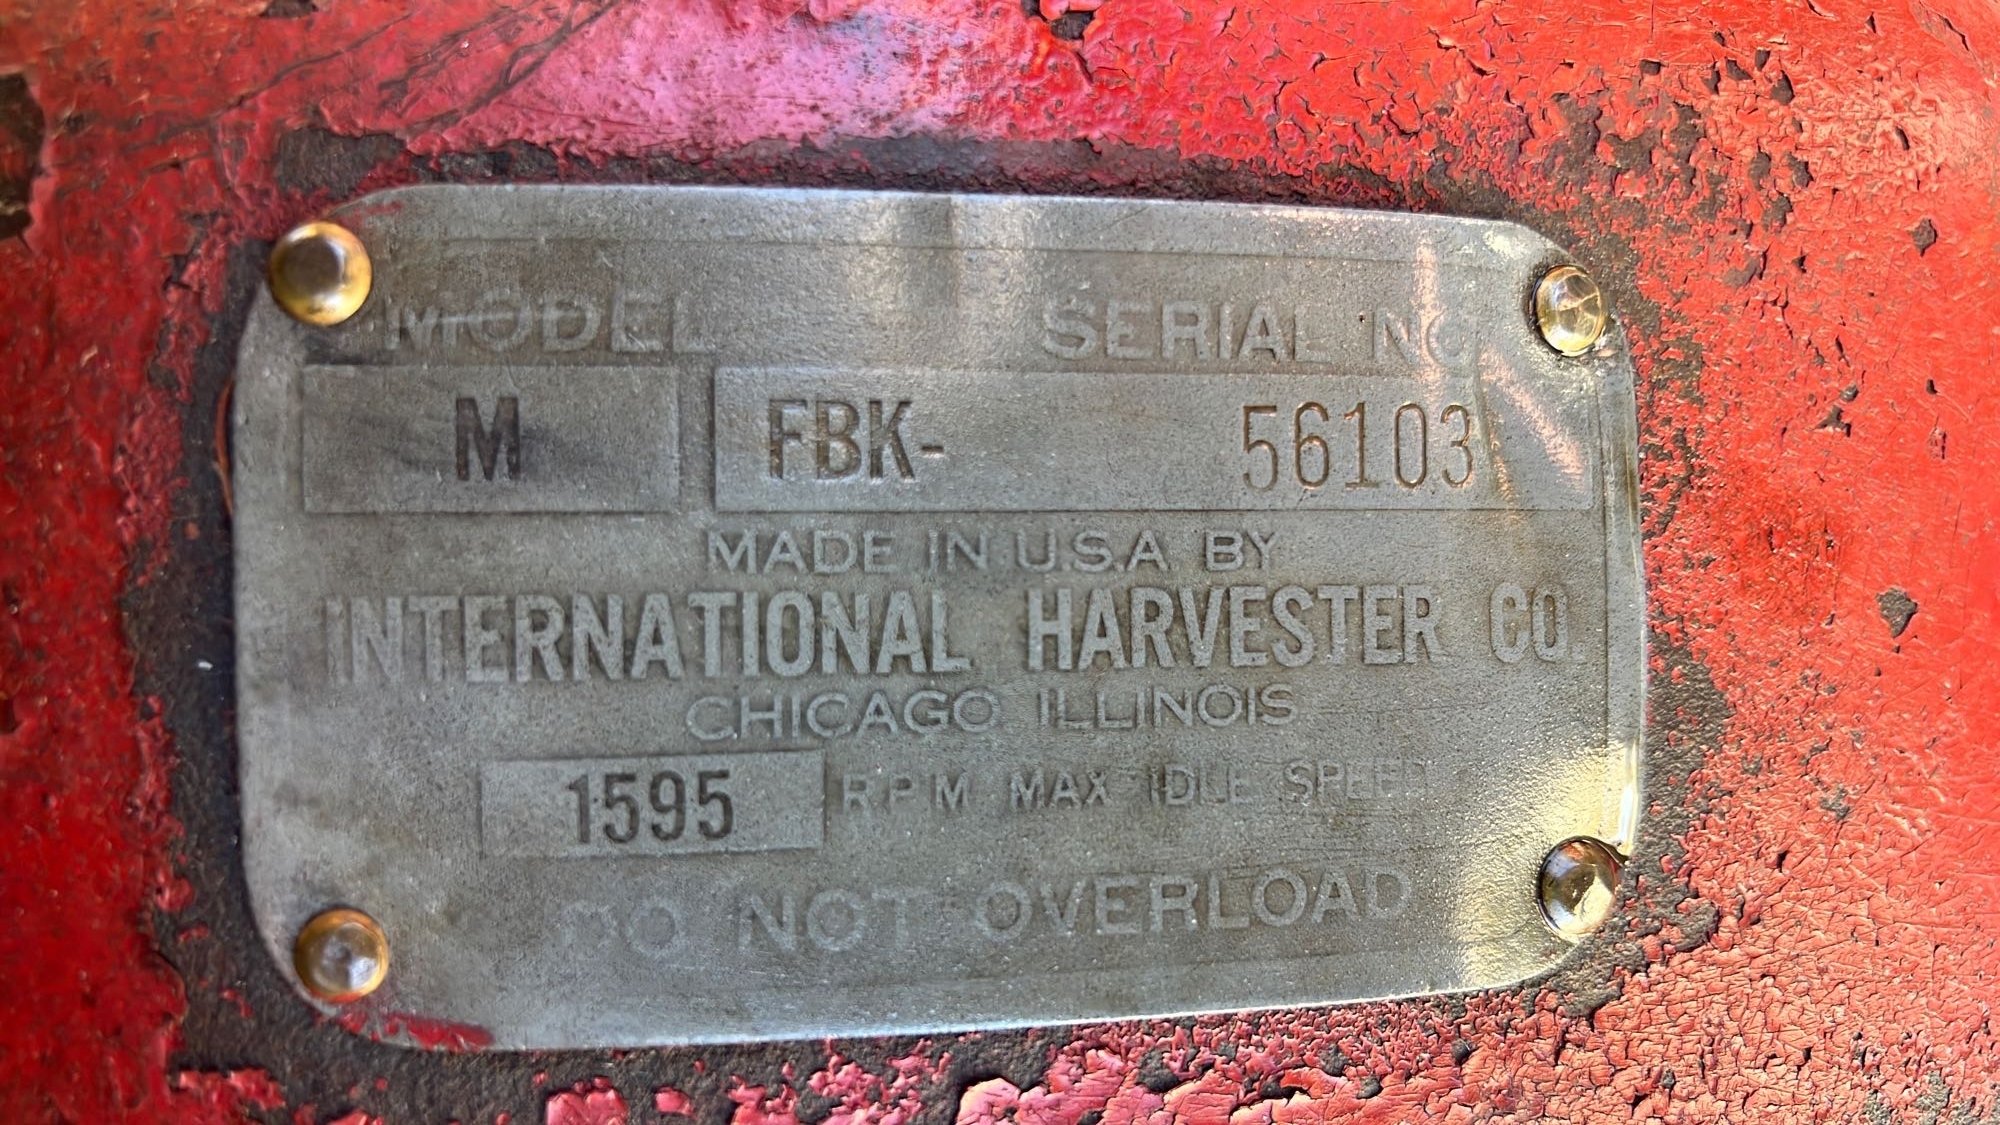 MODEL SERIAL NO.
M FBK- 56103
MADE IN U.S.A. BY
INTERNATIONAL HARVESTER CO.
CHICAGO ILLINOIS
1595 R P M MAX IDLE SPEED
DO NOT OVERLOAD